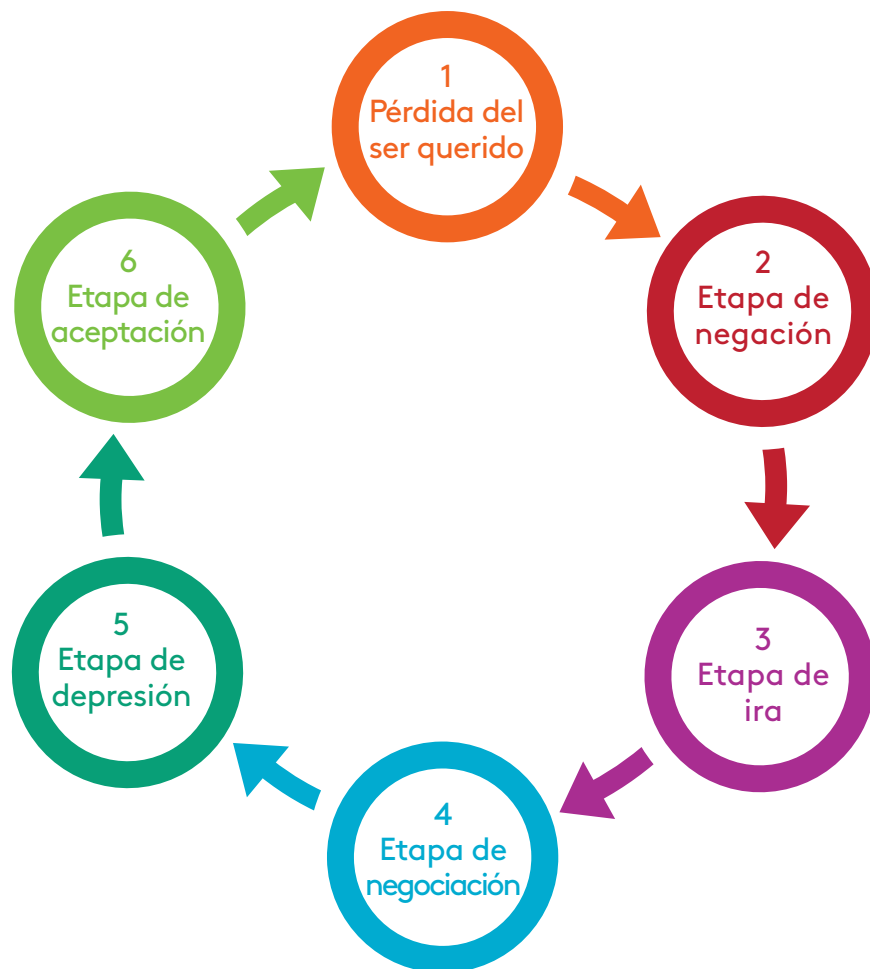 1
Pérdida del
ser querido
2
Etapa de
negación
3
Etapa de
ira
4
Etapa de
negociación
5
Etapa de
depresión
6
Etapa de
aceptación